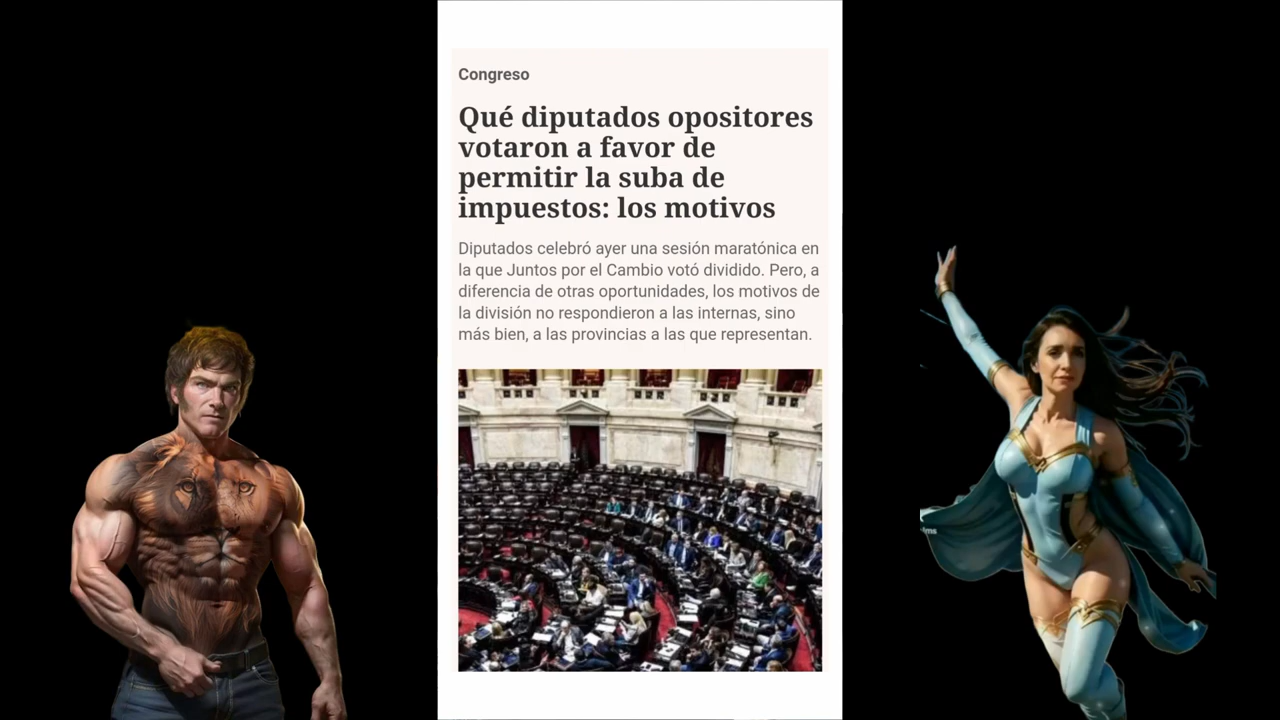 Congreso
Qué diputados opositores
votaron a favor de
permitir la suba de
impuestos: los motivos
Diputados celebró ayer una sesión maratónica en
la que Juntos por el Cambio votó dividido. Pero, a
diferencia de otras oportunidades, los motivos de
la división no respondieron a las internas, sino
más bien, a las provincias a las que representan.